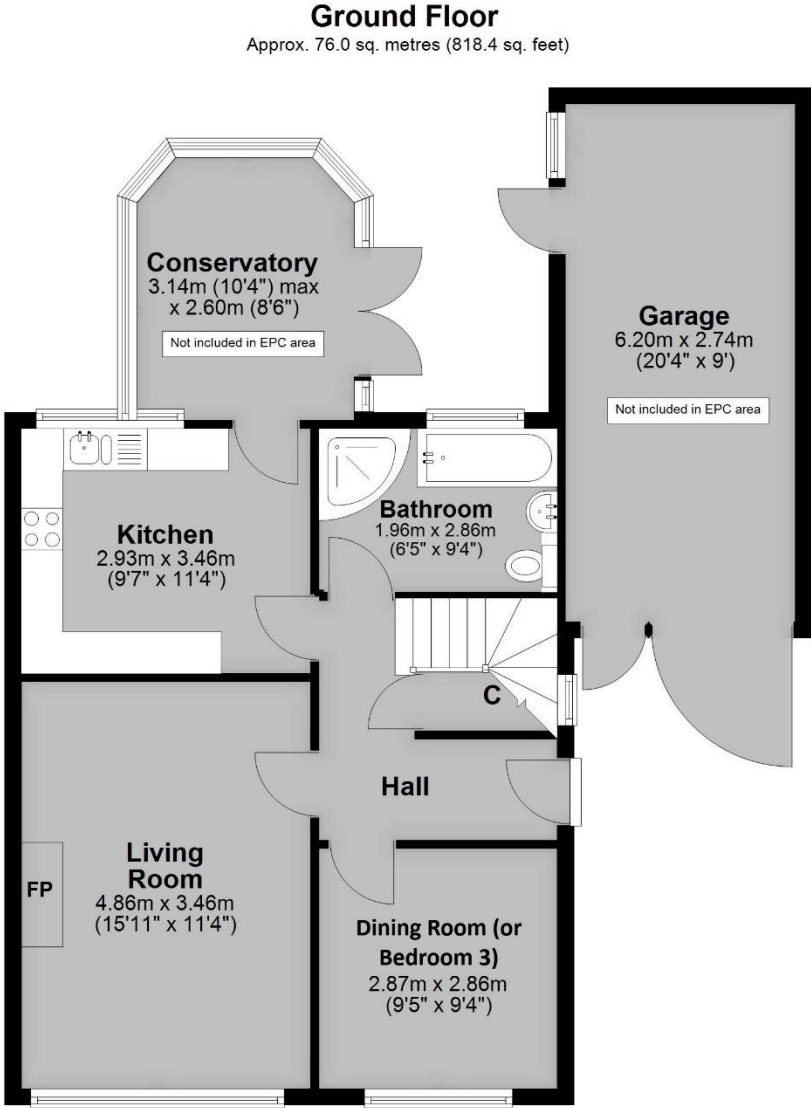 Ground Floor
Approx. 76.0 sq. metres (818.4 sq. feet)
Conservatory
3.14m (10'4") max
x 2.60m (8'6")
Not included in EPC area
Garage
6.20m x 2.74m
(20'4" x 9')
Not included in EPC area
Kitchen
2.93m x 3.46m
(9'7" x 11'4")
Bathroom
1.96m x 2.86m
(6'5" x 9'4")
C
Hall
Living
Room
4.86m x 3.46m
(15'11" x 11'4")
FP
Dining Room (or
Bedroom 3)
2.87m x 2.86m
(9'5" x 9'4")